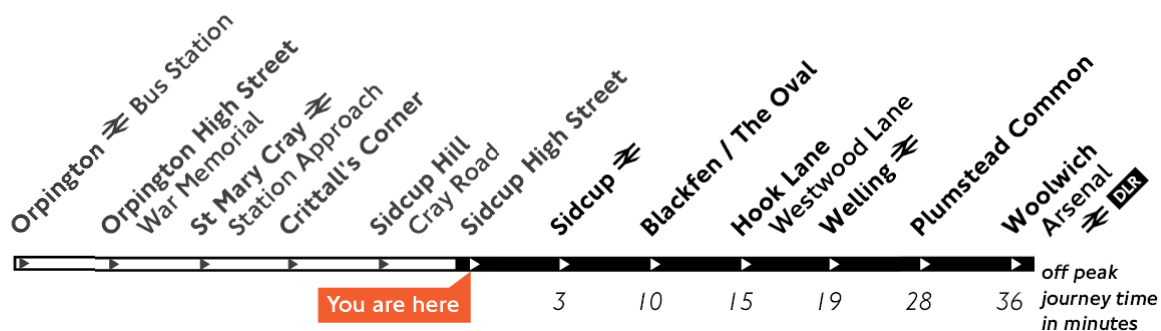 Orpington Bus Station
Orpington High Street
War Memorial
St Mary Cray
Station Approach
Crittall's Corner
Sidcup Hill
Cray Road
Sidcup High Street
Sidcup
Blackfen / The Oval
Hook Lane
Westwood Lane
Welling
Plumstead Common
Woolwich
Arsenal
DLR
You are here
3
10
15
19
28
36
off peak
journey time
in minutes